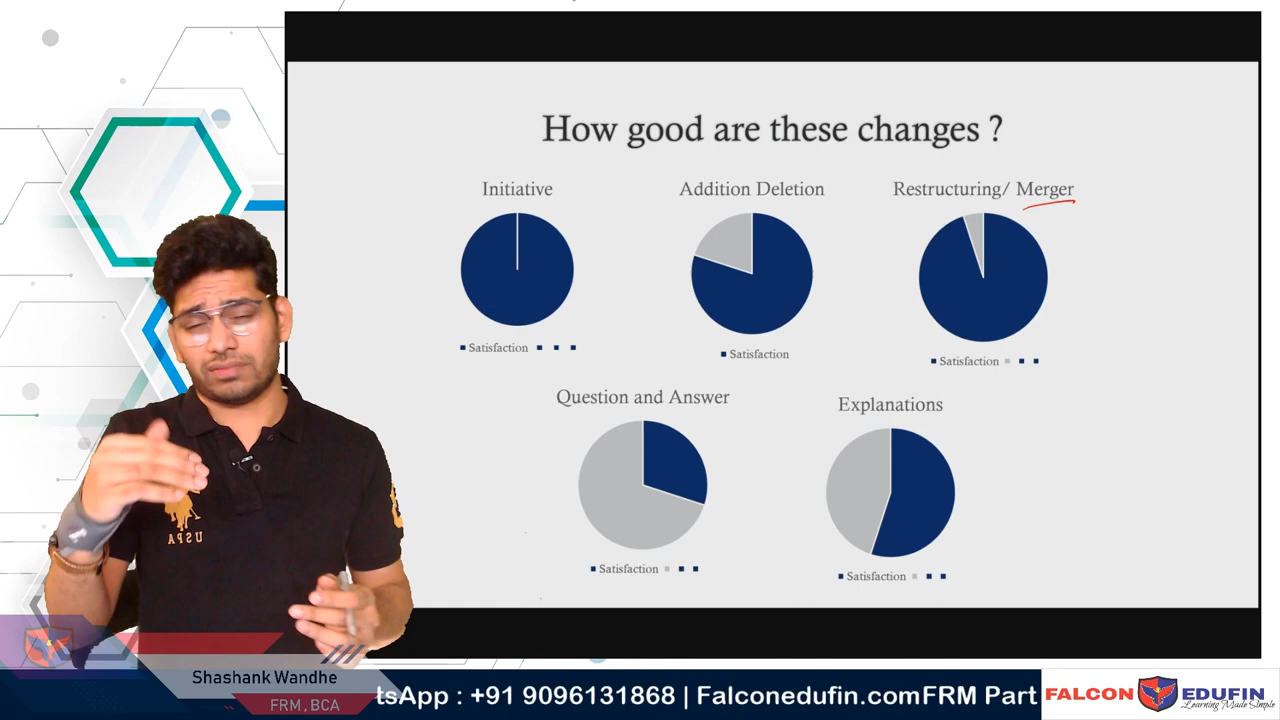 How good are these changes ?
Initiative
Addition Deletion
Restructuring/ Merger
Satisfaction
Satisfaction
Satisfaction
Question and Answer
Explanations
Satisfaction
Satisfaction
USPA
Shashank Wandhe
FRM , BCA
tsApp : +91 9096131868 | Falconedufin.comFRM Part
FALCON EDUFIN
Learning Made Simple